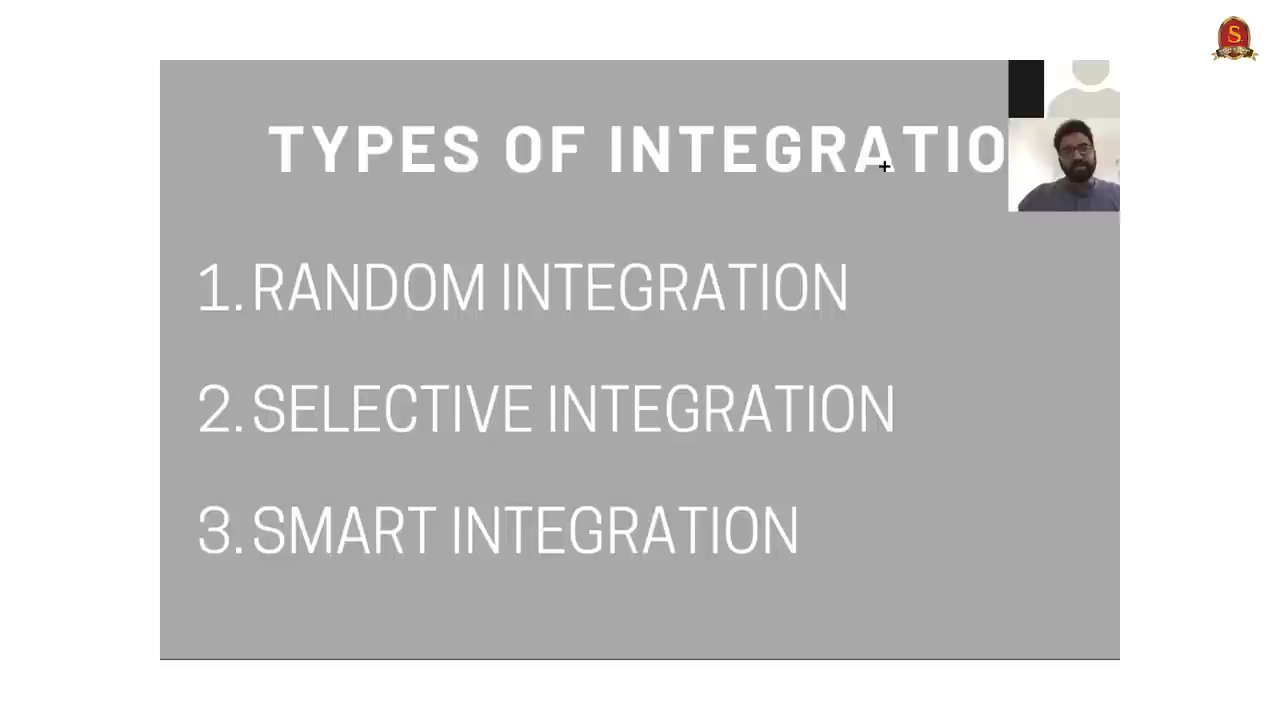 TYPES OF INTEGRATIO
1. RANDOM INTEGRATION
2. SELECTIVE INTEGRATION
3. SMART INTEGRATION
S